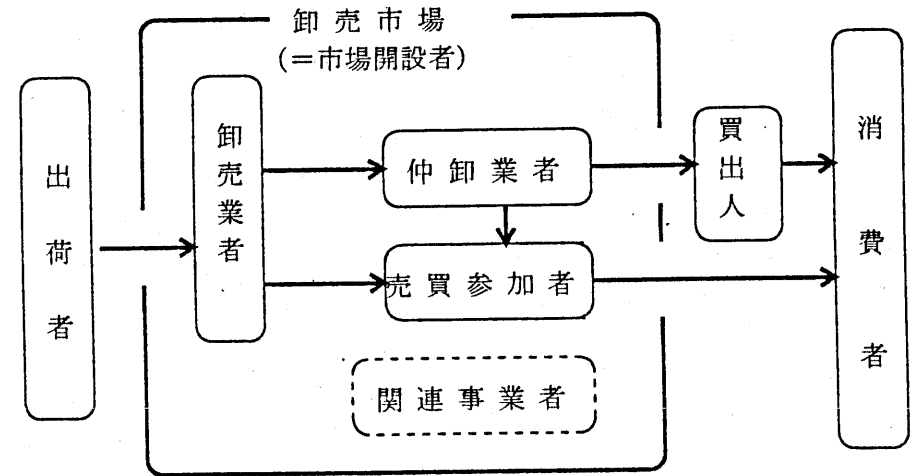 卸売市場
(=市場開設者)
出荷者
卸売業者
仲卸業者
売買参加者
関連事業者
買出人
消費者